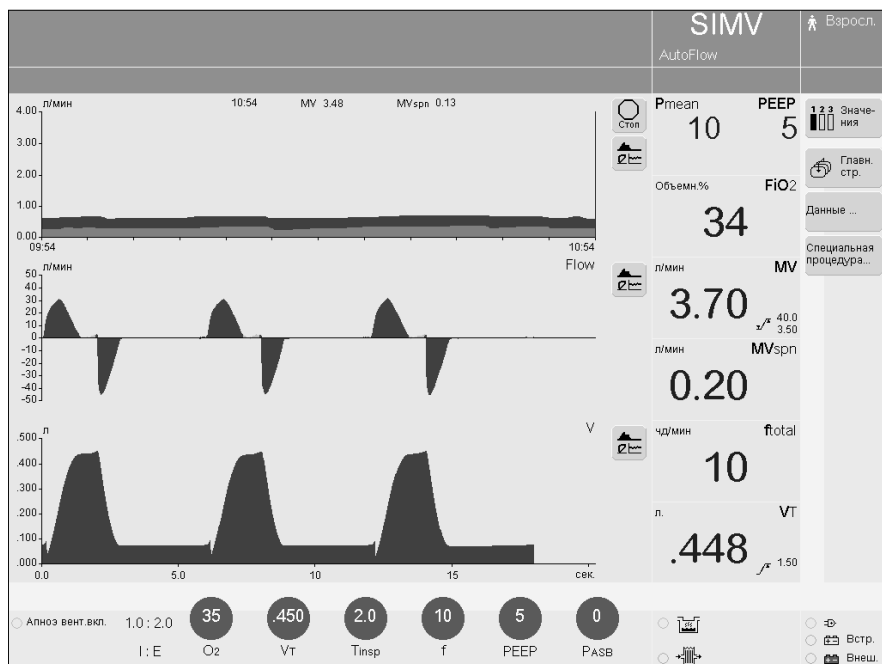 SIMV
AutoFlow
Взросл.
л/мин 10:54 MV 3.48 MVspn 0.13
4.00
3.00
2.00
1.00
0.00
09:54 10:54
Стоп
л/мин Flow
50
40
30
20
10
0
-10
-20
-30
-40
-50
л V
.500
.400
.300
.200
.100
.000
0.0 5.0 10 15 сек.
Pmean PEEP
10 5
Объемн.% FiO2
34
л/мин MV
3.70
40.0
3.50
л/мин MVspn
0.20
чд/мин ftotal
10
л. VT
.448
1.50
1 2 3 Значе-
ния
Главн.
стр.
Данные ...
Специальная
процедура...
Апноэ вент.вкл.
1.0 : 2.0
I : E
35
O2
.450
VT
2.0
Tinsp
10
f
5
PEEP
0
PASB
Встр.
Внеш.